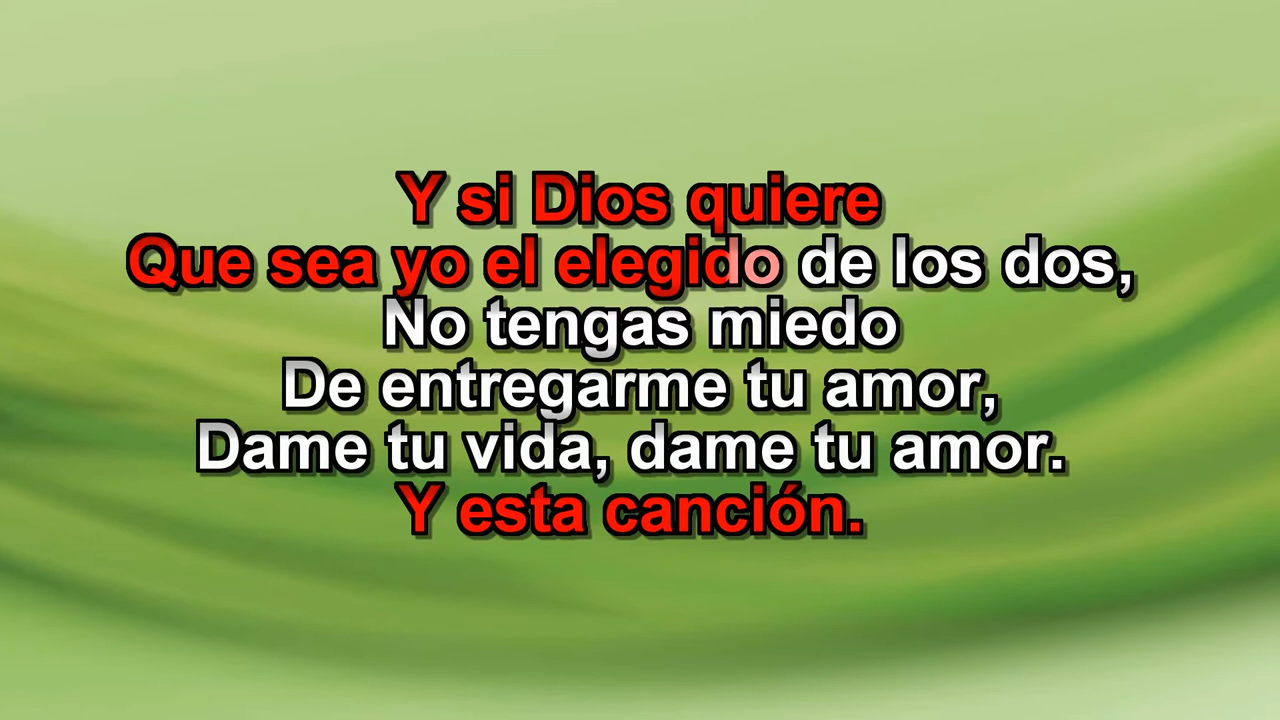 Y si Dios quiere
Que sea yo el elegido de los dos,
No tengas miedo
De entregarme tu amor,
Dame tu vida, dame tu amor.
Y esta canción.